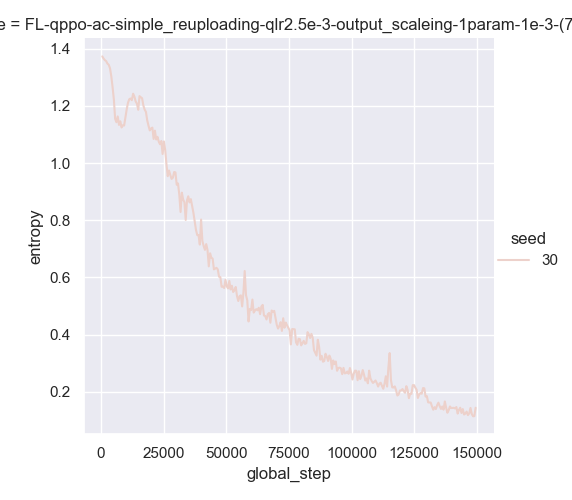 e = FL-qppo-ac-simple_reuploading-qlr2.5e-3-output_scaleing-1param-1e-3-(7
1.4
1.2
1.0
0.8
0.6
0.4
0.2
entropy
0 25000 50000 75000 100000 125000 150000
global_step
seed
30